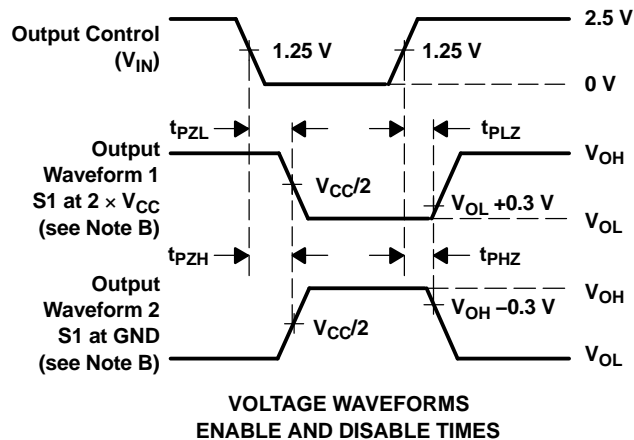 Output Control
(VIN)
1.25 V
1.25 V
2.5 V
0 V
tPZL
tPLZ
Output
Waveform 1
S1 at 2 × VCC
(see Note B)
VCC/2
VOL +0.3 V
VOH
VOL
tPZH
tPHZ
Output
Waveform 2
S1 at GND
(see Note B)
VCC/2
VOH –0.3 V
VOH
VOL
VOLTAGE WAVEFORMS
ENABLE AND DISABLE TIMES